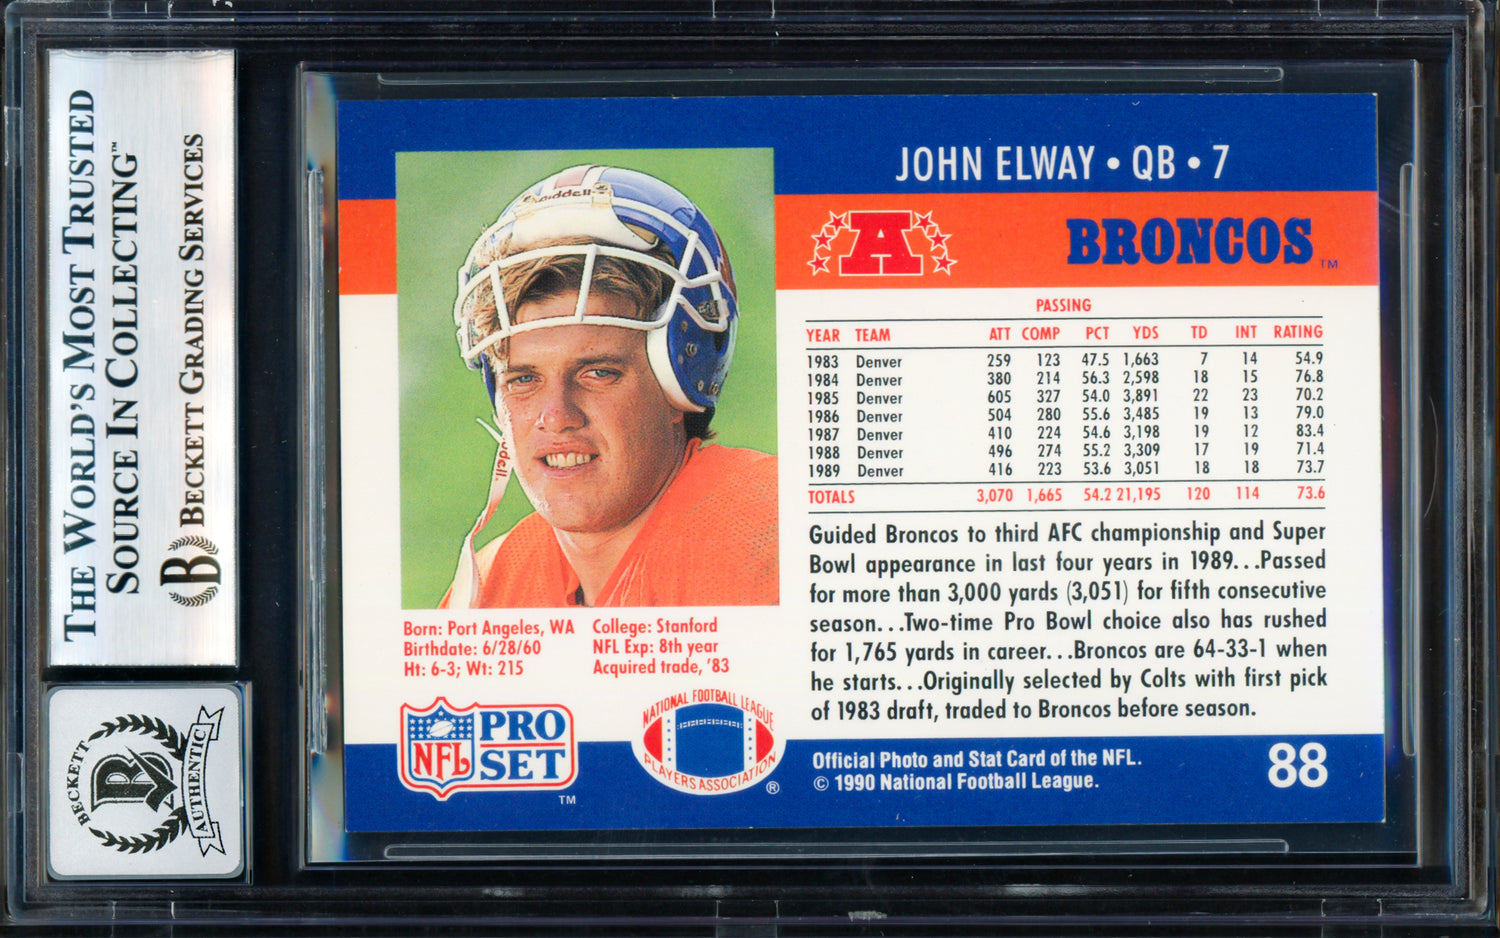 THE WORLD'S MOST TRUSTED
SOURCE IN COLLECTING™
BECKETT GRADING SERVICES
B
BECKETT
B
AUTHENTIC
Riddell
JOHN ELWAY • QB • 7
A
BRONCOS™
PASSING
YEAR TEAM ATT COMP PCT YDS TD INT RATING
1983 Denver 259 123 47.5 1,663 7 14 54.9
1984 Denver 380 214 56.3 2,598 18 15 76.8
1985 Denver 605 327 54.0 3,891 22 23 70.2
1986 Denver 504 280 55.6 3,485 19 13 79.0
1987 Denver 410 224 54.6 3,198 19 12 83.4
1988 Denver 496 274 55.2 3,309 17 19 71.4
1989 Denver 416 223 53.6 3,051 18 18 73.7
TOTALS 3,070 1,665 54.2 21,195 120 114 73.6
Guided Broncos to third AFC championship and Super
Bowl appearance in last four years in 1989...Passed
for more than 3,000 yards (3,051) for fifth consecutive
season...Two-time Pro Bowl choice also has rushed
for 1,765 yards in career...Broncos are 64-33-1 when
he starts...Originally selected by Colts with first pick
of 1983 draft, traded to Broncos before season.
Born: Port Angeles, WA
Birthdate: 6/28/60
Ht: 6-3; Wt: 215
College: Stanford
NFL Exp: 8th year
Acquired trade, '83
NFL PRO
SET™
NATIONAL FOOTBALL LEAGUE
PLAYERS ASSOCIATION ®
Official Photo and Stat Card of the NFL.
© 1990 National Football League.
88